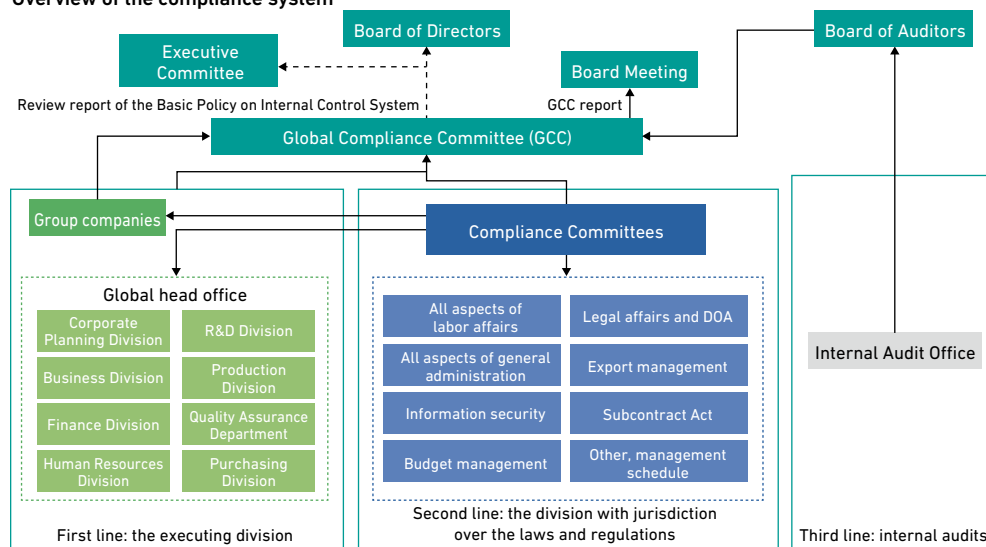 Overview of the compliance system
Board of Directors
Board of Auditors
Executive
Committee
Board Meeting
Review report of the Basic Policy on Internal Control System
GCC report
Global Compliance Committee (GCC)
Group companies
Compliance Committees
Global head office
Corporate
Planning Division
R&D Division
Business Division
Production
Division
Finance Division
Quality Assurance
Department
Human Resources
Division
Purchasing
Division
First line: the executing division
All aspects of
labor affairs
Legal affairs and DOA
All aspects of general
administration
Export management
Information security
Subcontract Act
Budget management
Other, management
schedule
Second line: the division with jurisdiction
over the laws and regulations
Internal Audit Office
Third line: internal audits